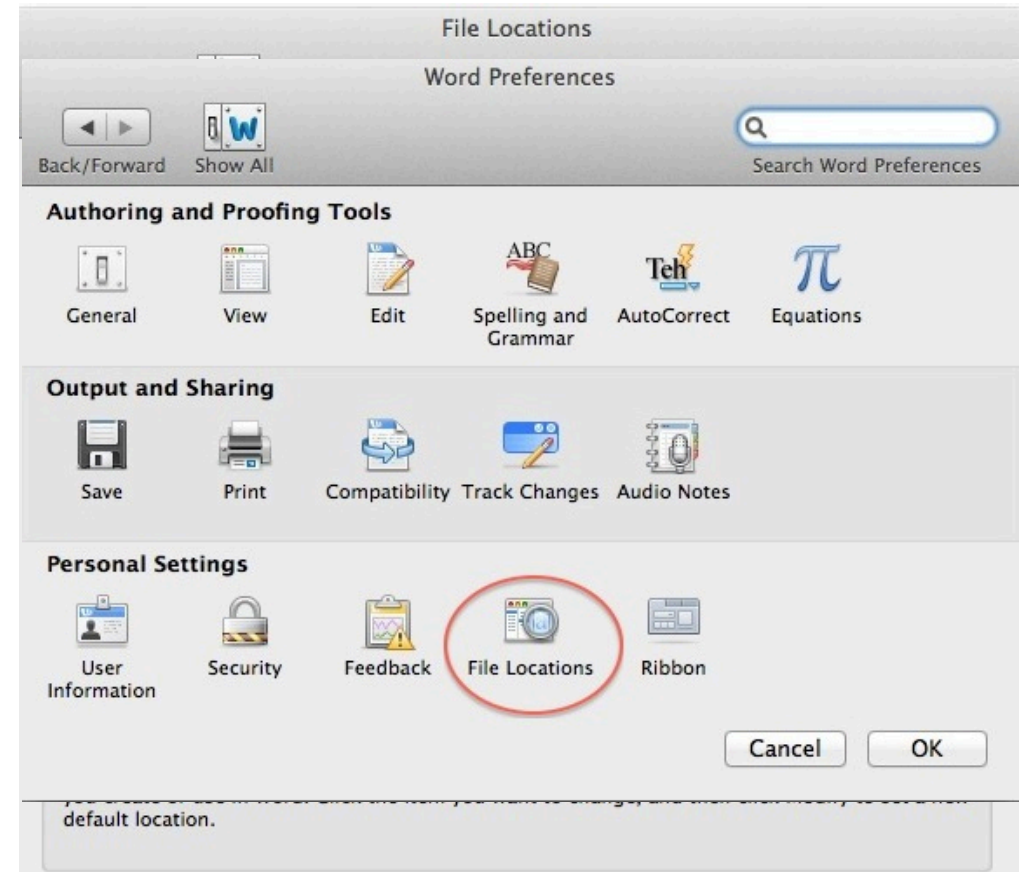 File Locations
Word Preferences
Back/Forward Show All Search Word Preferences
Authoring and Proofing Tools
ABC
Teh
General View Edit Spelling and Grammar AutoCorrect Equations
Output and Sharing
Save Print Compatibility Track Changes Audio Notes
Personal Settings
User Information Security Feedback File Locations Ribbon
Cancel OK
default location.